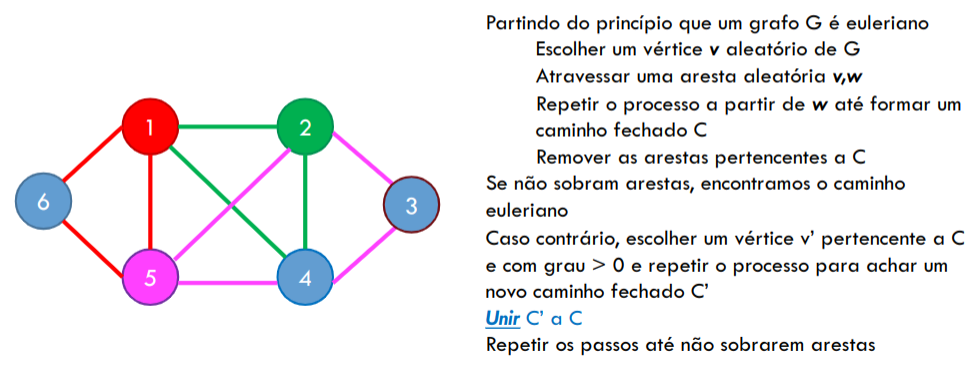 1
2
6
3
5
4
Partindo do princípio que um grafo G é euleriano
Escolher um vértice v aleatório de G
Atravessar uma aresta aleatória v,w
Repetir o processo a partir de w até formar um
caminho fechado C
Remover as arestas pertencentes a C
Se não sobram arestas, encontramos o caminho
euleriano
Caso contrário, escolher um vértice v’ pertencente a C
e com grau > 0 e repetir o processo para achar um
novo caminho fechado C’
Unir C’ a C
Repetir os passos até não sobrarem arestas